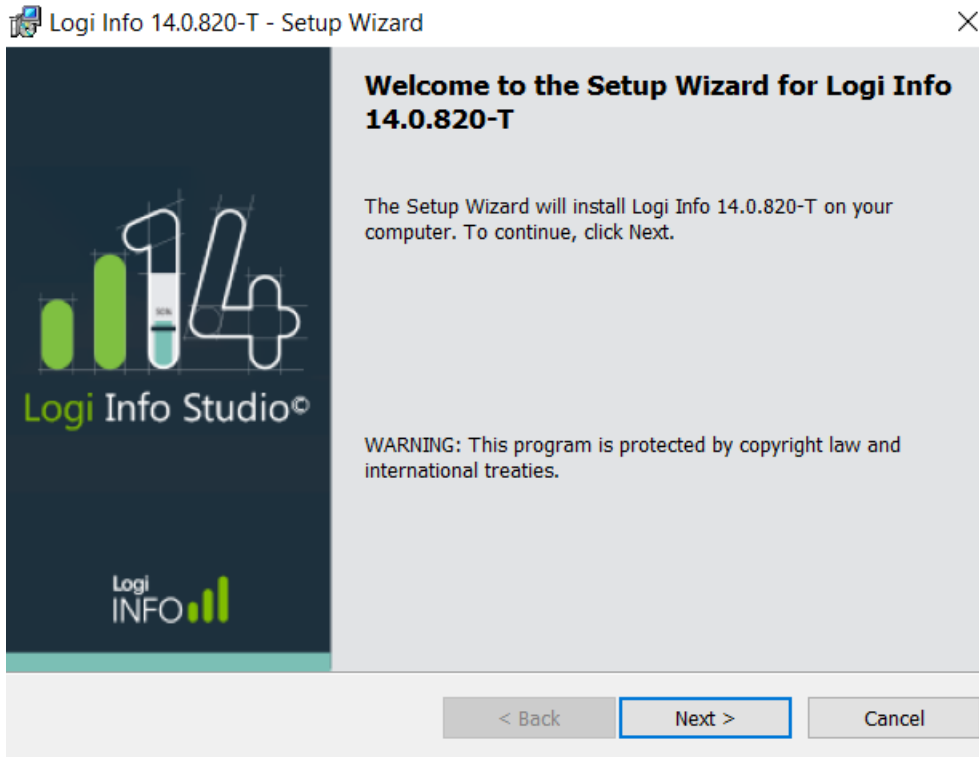 Logi Info 14.0.820-T - Setup Wizard
Welcome to the Setup Wizard for Logi Info
14.0.820-T
The Setup Wizard will install Logi Info 14.0.820-T on your
computer. To continue, click Next.
14
Logi Info Studio©
WARNING: This program is protected by copyright law and
international treaties.
Logi
INFO
< Back
Next >
Cancel